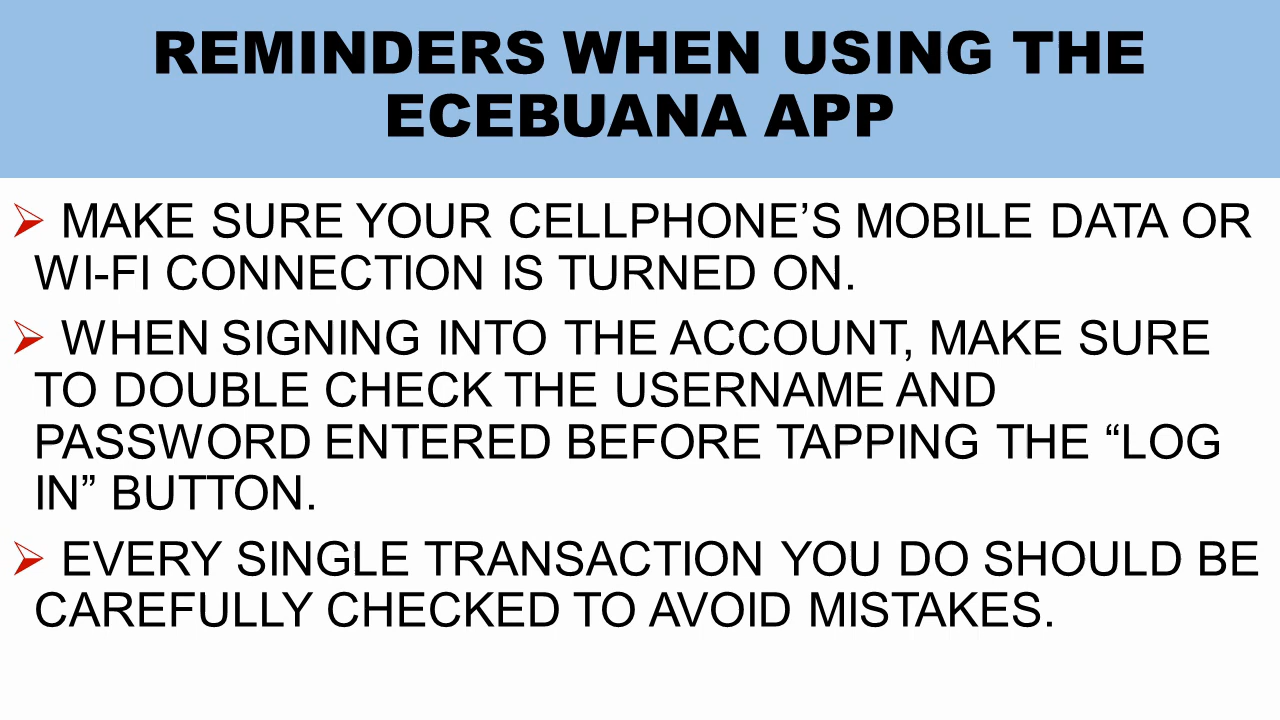 REMINDERS WHEN USING THE
ECEBUANA APP
➢ MAKE SURE YOUR CELLPHONE’S MOBILE DATA OR
WI-FI CONNECTION IS TURNED ON.
➢ WHEN SIGNING INTO THE ACCOUNT, MAKE SURE
TO DOUBLE CHECK THE USERNAME AND
PASSWORD ENTERED BEFORE TAPPING THE “LOG
IN” BUTTON.
➢ EVERY SINGLE TRANSACTION YOU DO SHOULD BE
CAREFULLY CHECKED TO AVOID MISTAKES.